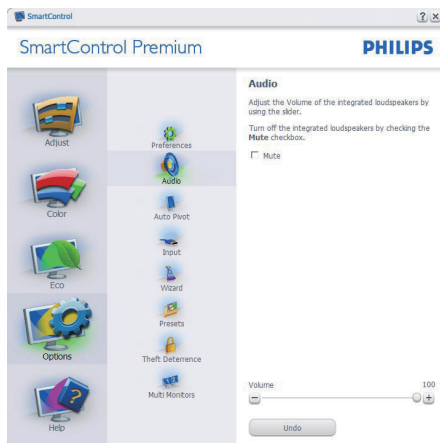 SmartControl
SmartControl Premium
PHILIPS
Adjust
Color
Eco
Options
Help
Preferences
Audio
Auto Pivot
Input
Wizard
Presets
Theft Deterrence
Multi Monitors
Audio
Adjust the Volume of the integrated loudspeakers by
using the slider.
Turn off the integrated loudspeakers by checking the
Mute checkbox.
Mute
Volume 100
Undo